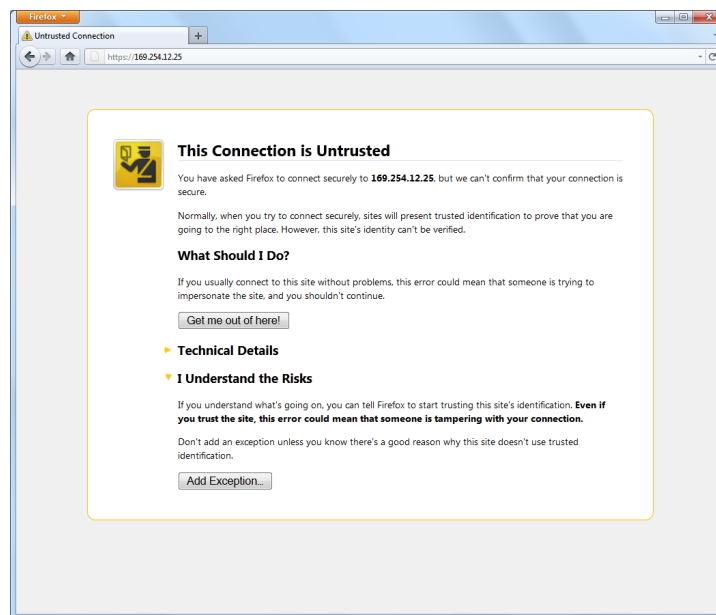 Firefox
Untrusted Connection
https://169.254.12.25
This Connection is Untrusted
You have asked Firefox to connect securely to 169.254.12.25, but we can't confirm that your connection is
secure.
Normally, when you try to connect securely, sites will present trusted identification to prove that you are
going to the right place. However, this site's identity can't be verified.
What Should I Do?
If you usually connect to this site without problems, this error could mean that someone is trying to
impersonate the site, and you shouldn't continue.
Get me out of here!
Technical Details
I Understand the Risks
If you understand what's going on, you can tell Firefox to start trusting this site's identification. Even if
you trust the site, this error could mean that someone is tampering with your connection.
Don't add an exception unless you know there's a good reason why this site doesn't use trusted
identification.
Add Exception...